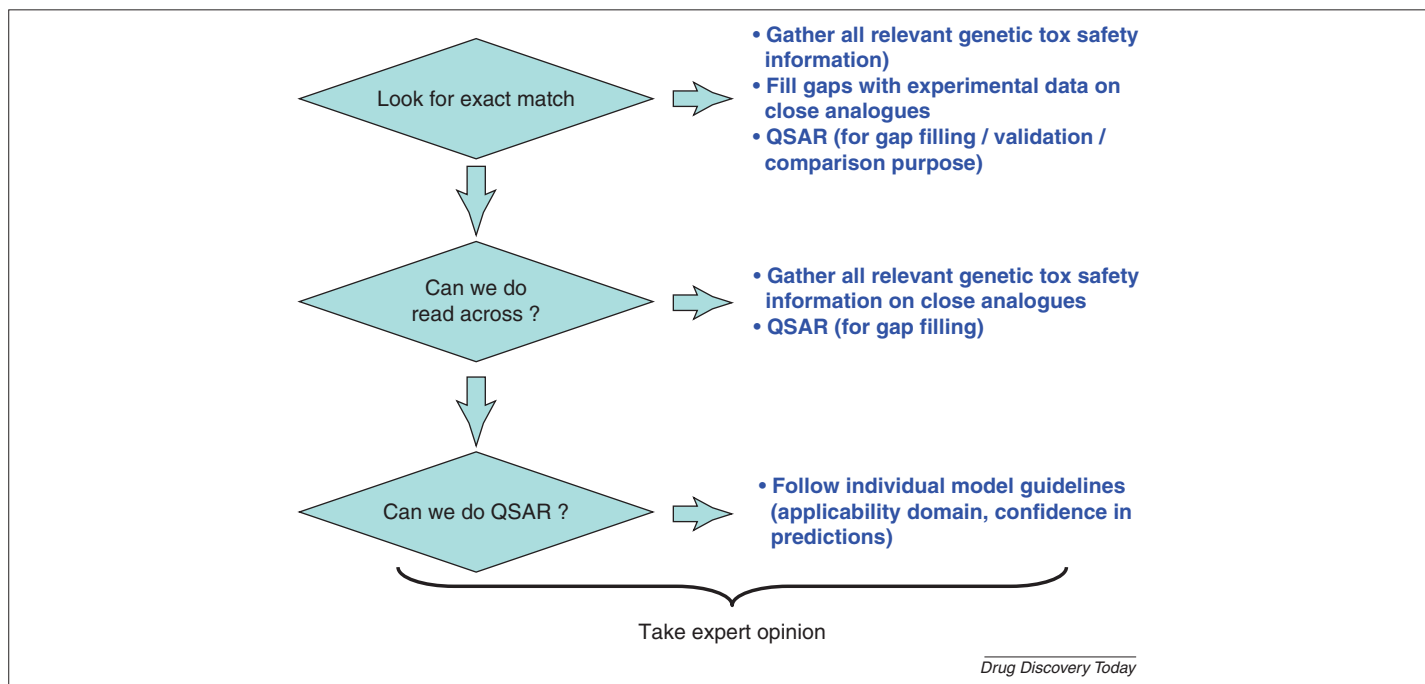 Look for exact match
• Gather all relevant genetic tox safety
information)
• Fill gaps with experimental data on
close analogues
• QSAR (for gap filling / validation /
comparison purpose)
Can we do
read across ?
• Gather all relevant genetic tox safety
information on close analogues
• QSAR (for gap filling)
Can we do QSAR ?
• Follow individual model guidelines
(applicability domain, confidence in
predictions)
Take expert opinion
Drug Discovery Today